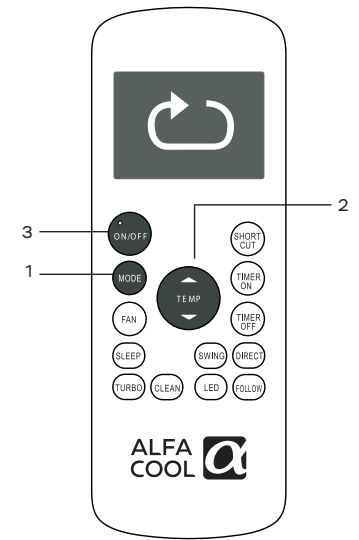 2
3
ON/OFF
SHORT
CUT
1
MODE
TEMP
TIMER
ON
FAN
TIMER
OFF
SLEEP
SWING
DIRECT
TURBO
CLEAN
LED
FOLLOW
ALFA
COOL
α